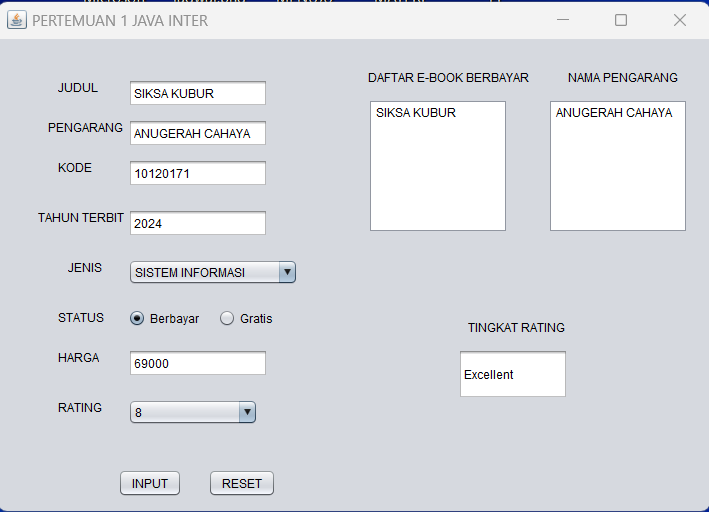 PERTEMUAN 1 JAVA INTER
JUDUL
SIKSA KUBUR
PENGARANG
ANUGERAH CAHAYA
KODE
10120171
TAHUN TERBIT
2024
JENIS
SISTEM INFORMASI
STATUS
Berbayar Gratis
HARGA
69000
RATING
8
INPUT RESET
DAFTAR E-BOOK BERBAYAR
SIKSA KUBUR
NAMA PENGARANG
ANUGERAH CAHAYA
TINGKAT RATING
Excellent